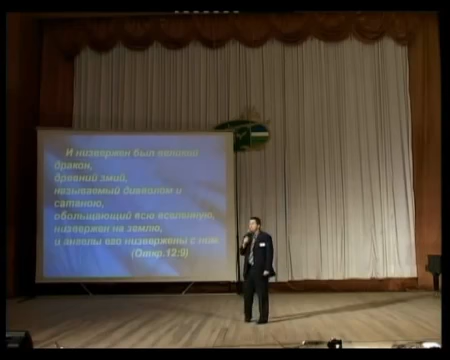 И низвержен был великий
дракон,
древний змий,
называемый диаволом и
сатаною,
обольщающий всю вселенную,
низвержен на землю,
и ангелы его низвержены с ним.
(Откр.12:9)